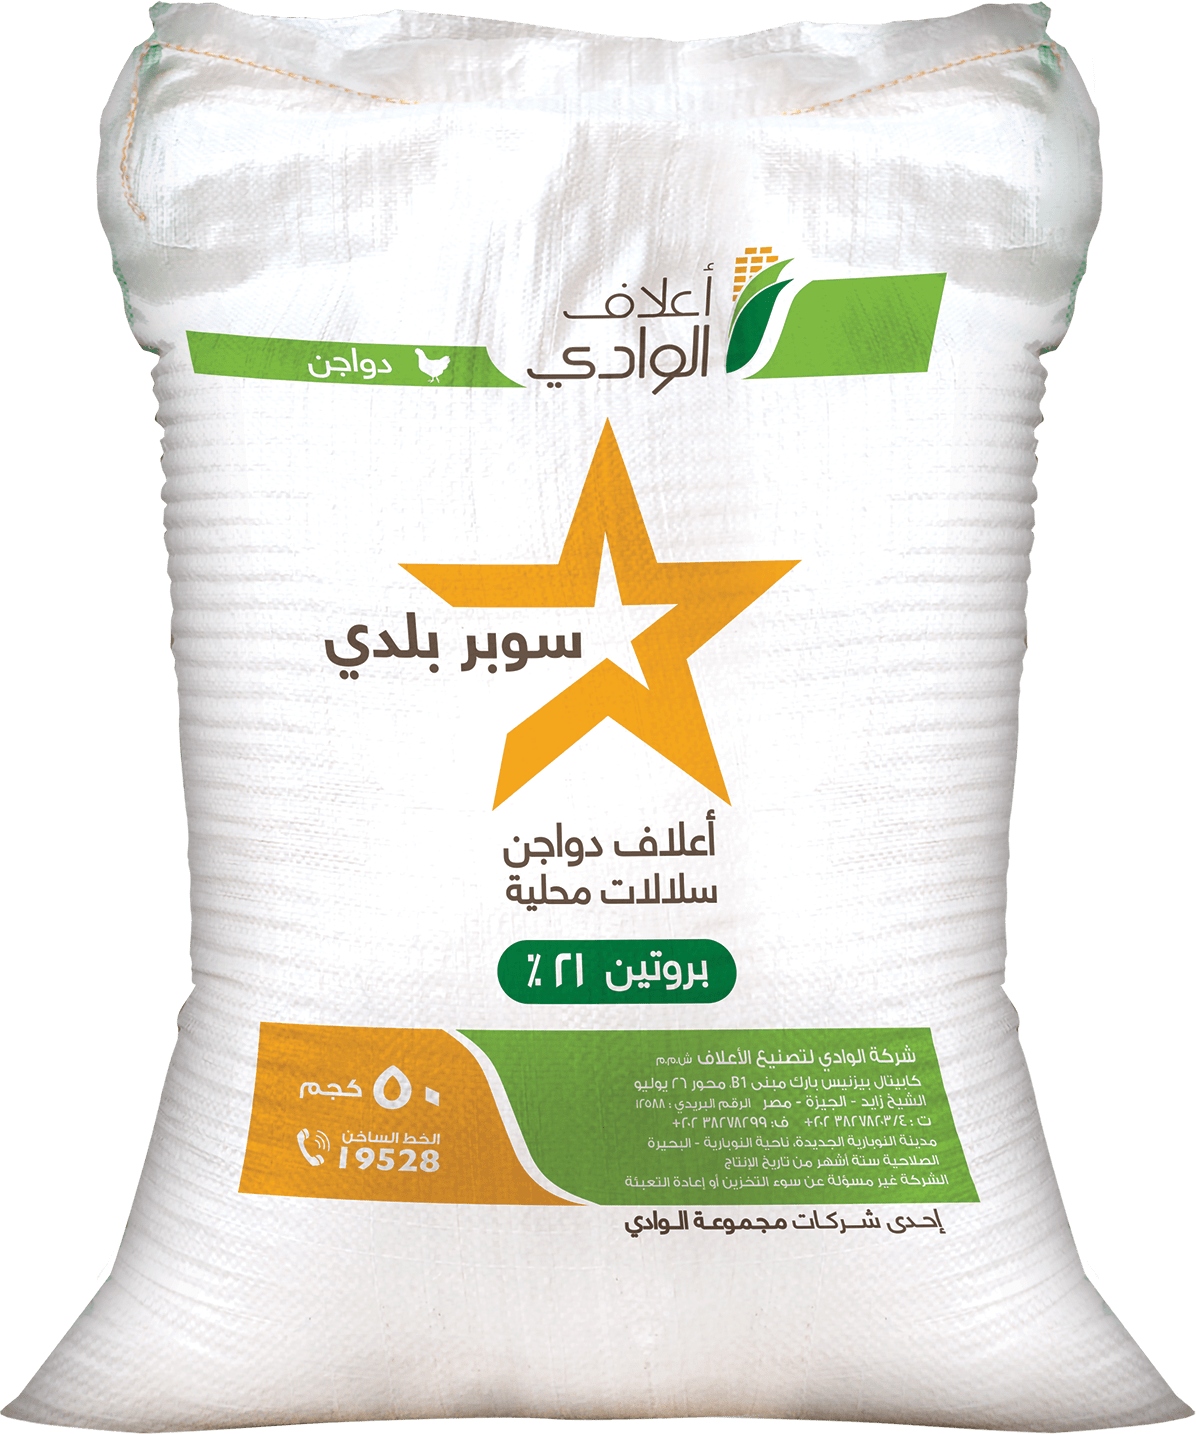 أعلاف
الوادي
دواجن
سوبر بلدي
أعلاف دواجن
سلالات محلية
بروتين ٢١ ٪
شركة الوادي لتصنيع الأعلاف ش.م.م
كابيتال بيزنيس بارك مبنى B1، محور ٢٦ يوليو
الشيخ زايد - الجيزة - مصر الرقم البريدي : ١٢٥٨٨
ت : ٣٨٢٧٨٢٠٣/٤ ٢٠٢+ ف: ٣٨٢٧٨٢٩٩ ٢٠٢+
مدينة النوبارية الجديدة، ناحية النوبارية - البحيرة
الصلاحية ستة أشهر من تاريخ الإنتاج
الشركة غير مسؤلة عن سوء التخزين أو إعادة التعبئة
٥٠ كجم
الخط الساخن
19528
إحدى شركات مجموعة الوادي